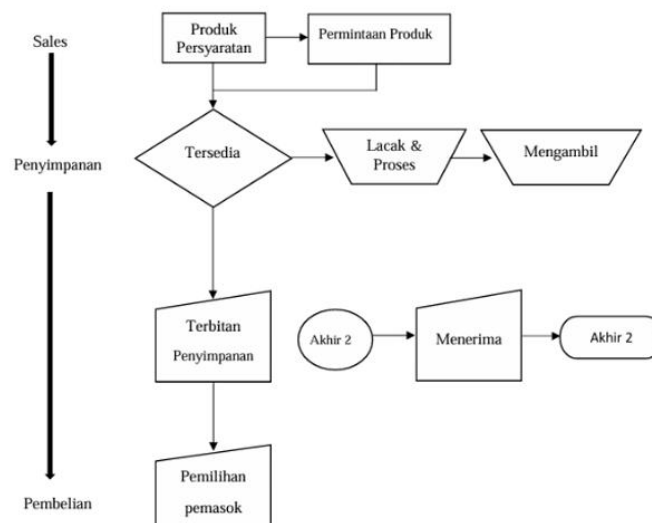 Sales
Produk
Persyaratan
Permintaan Produk
Penyimpanan
Tersedia
Lacak &
Proses
Mengambil
Terbitan
Penyimpanan
Akhir 2
Menerima
Akhir 2
Pembelian
Pemilihan
pemasok